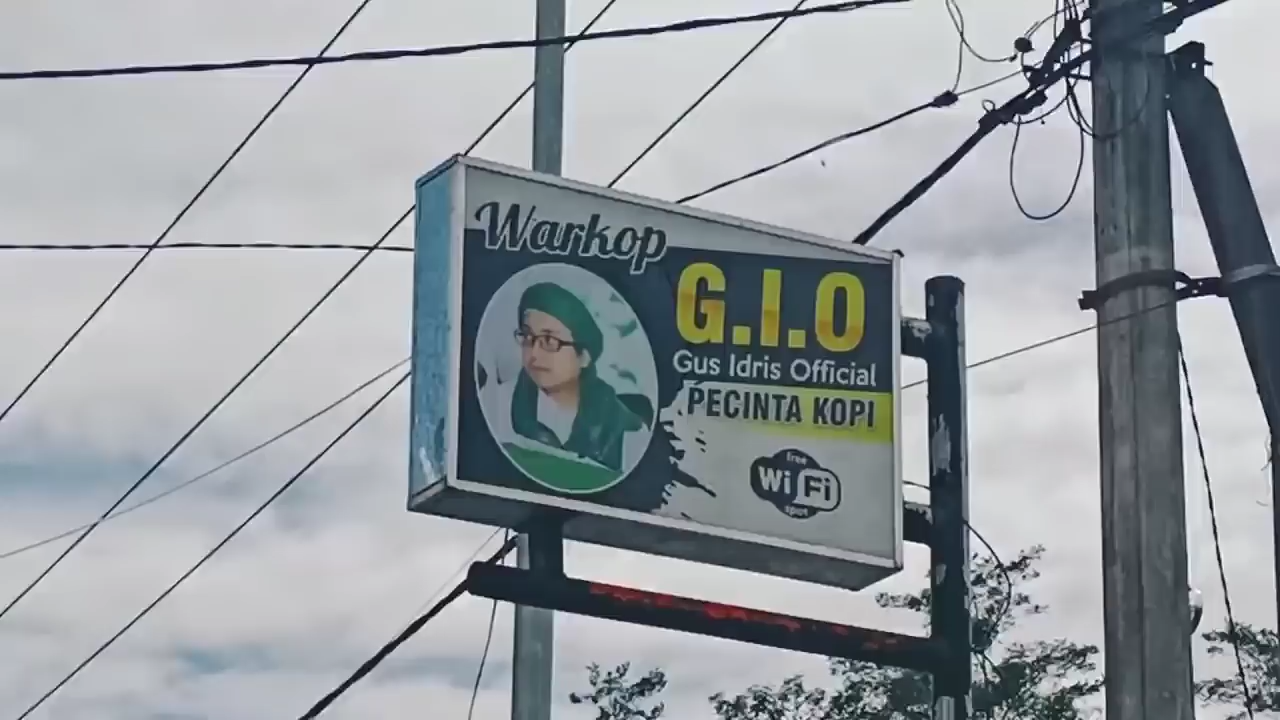 Warkop
G.I.O
Gus Idris Official
PECINTA KOPI
free
Wi Fi
spot